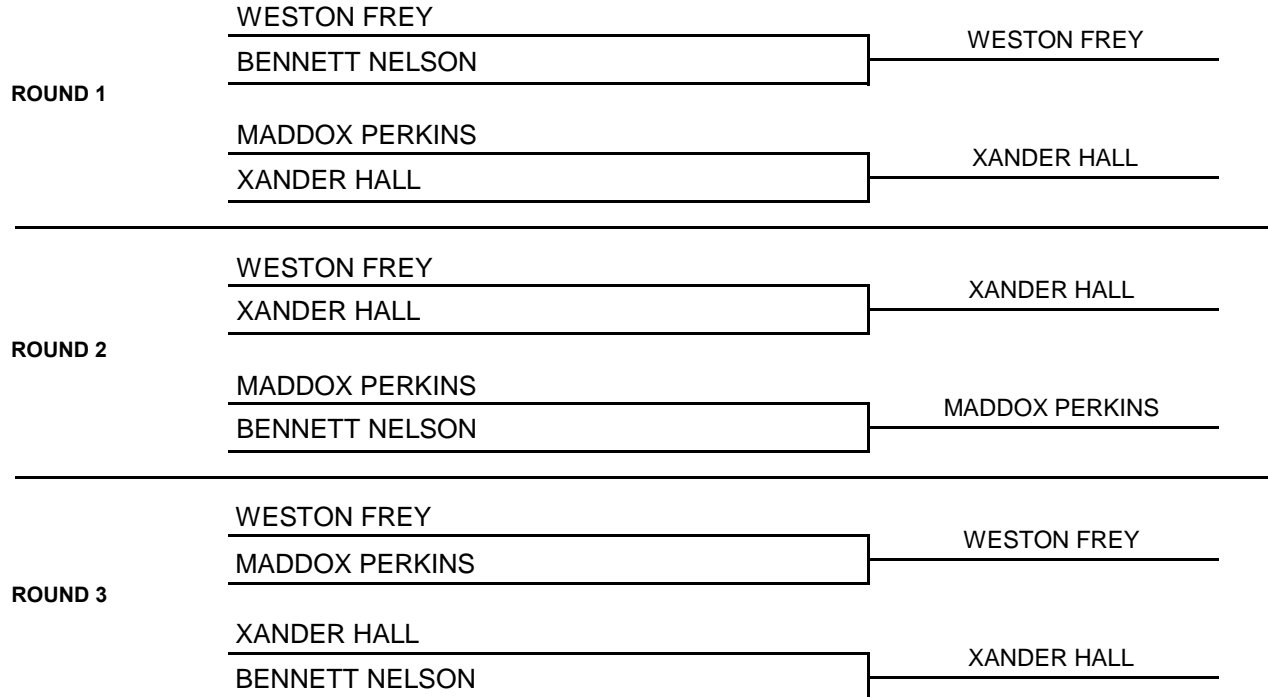 WESTON FREY
WESTON FREY
BENNETT NELSON
ROUND 1
MADDOX PERKINS
XANDER HALL
XANDER HALL
WESTON FREY
XANDER HALL
XANDER HALL
ROUND 2
MADDOX PERKINS
MADDOX PERKINS
BENNETT NELSON
WESTON FREY
WESTON FREY
MADDOX PERKINS
ROUND 3
XANDER HALL
XANDER HALL
BENNETT NELSON